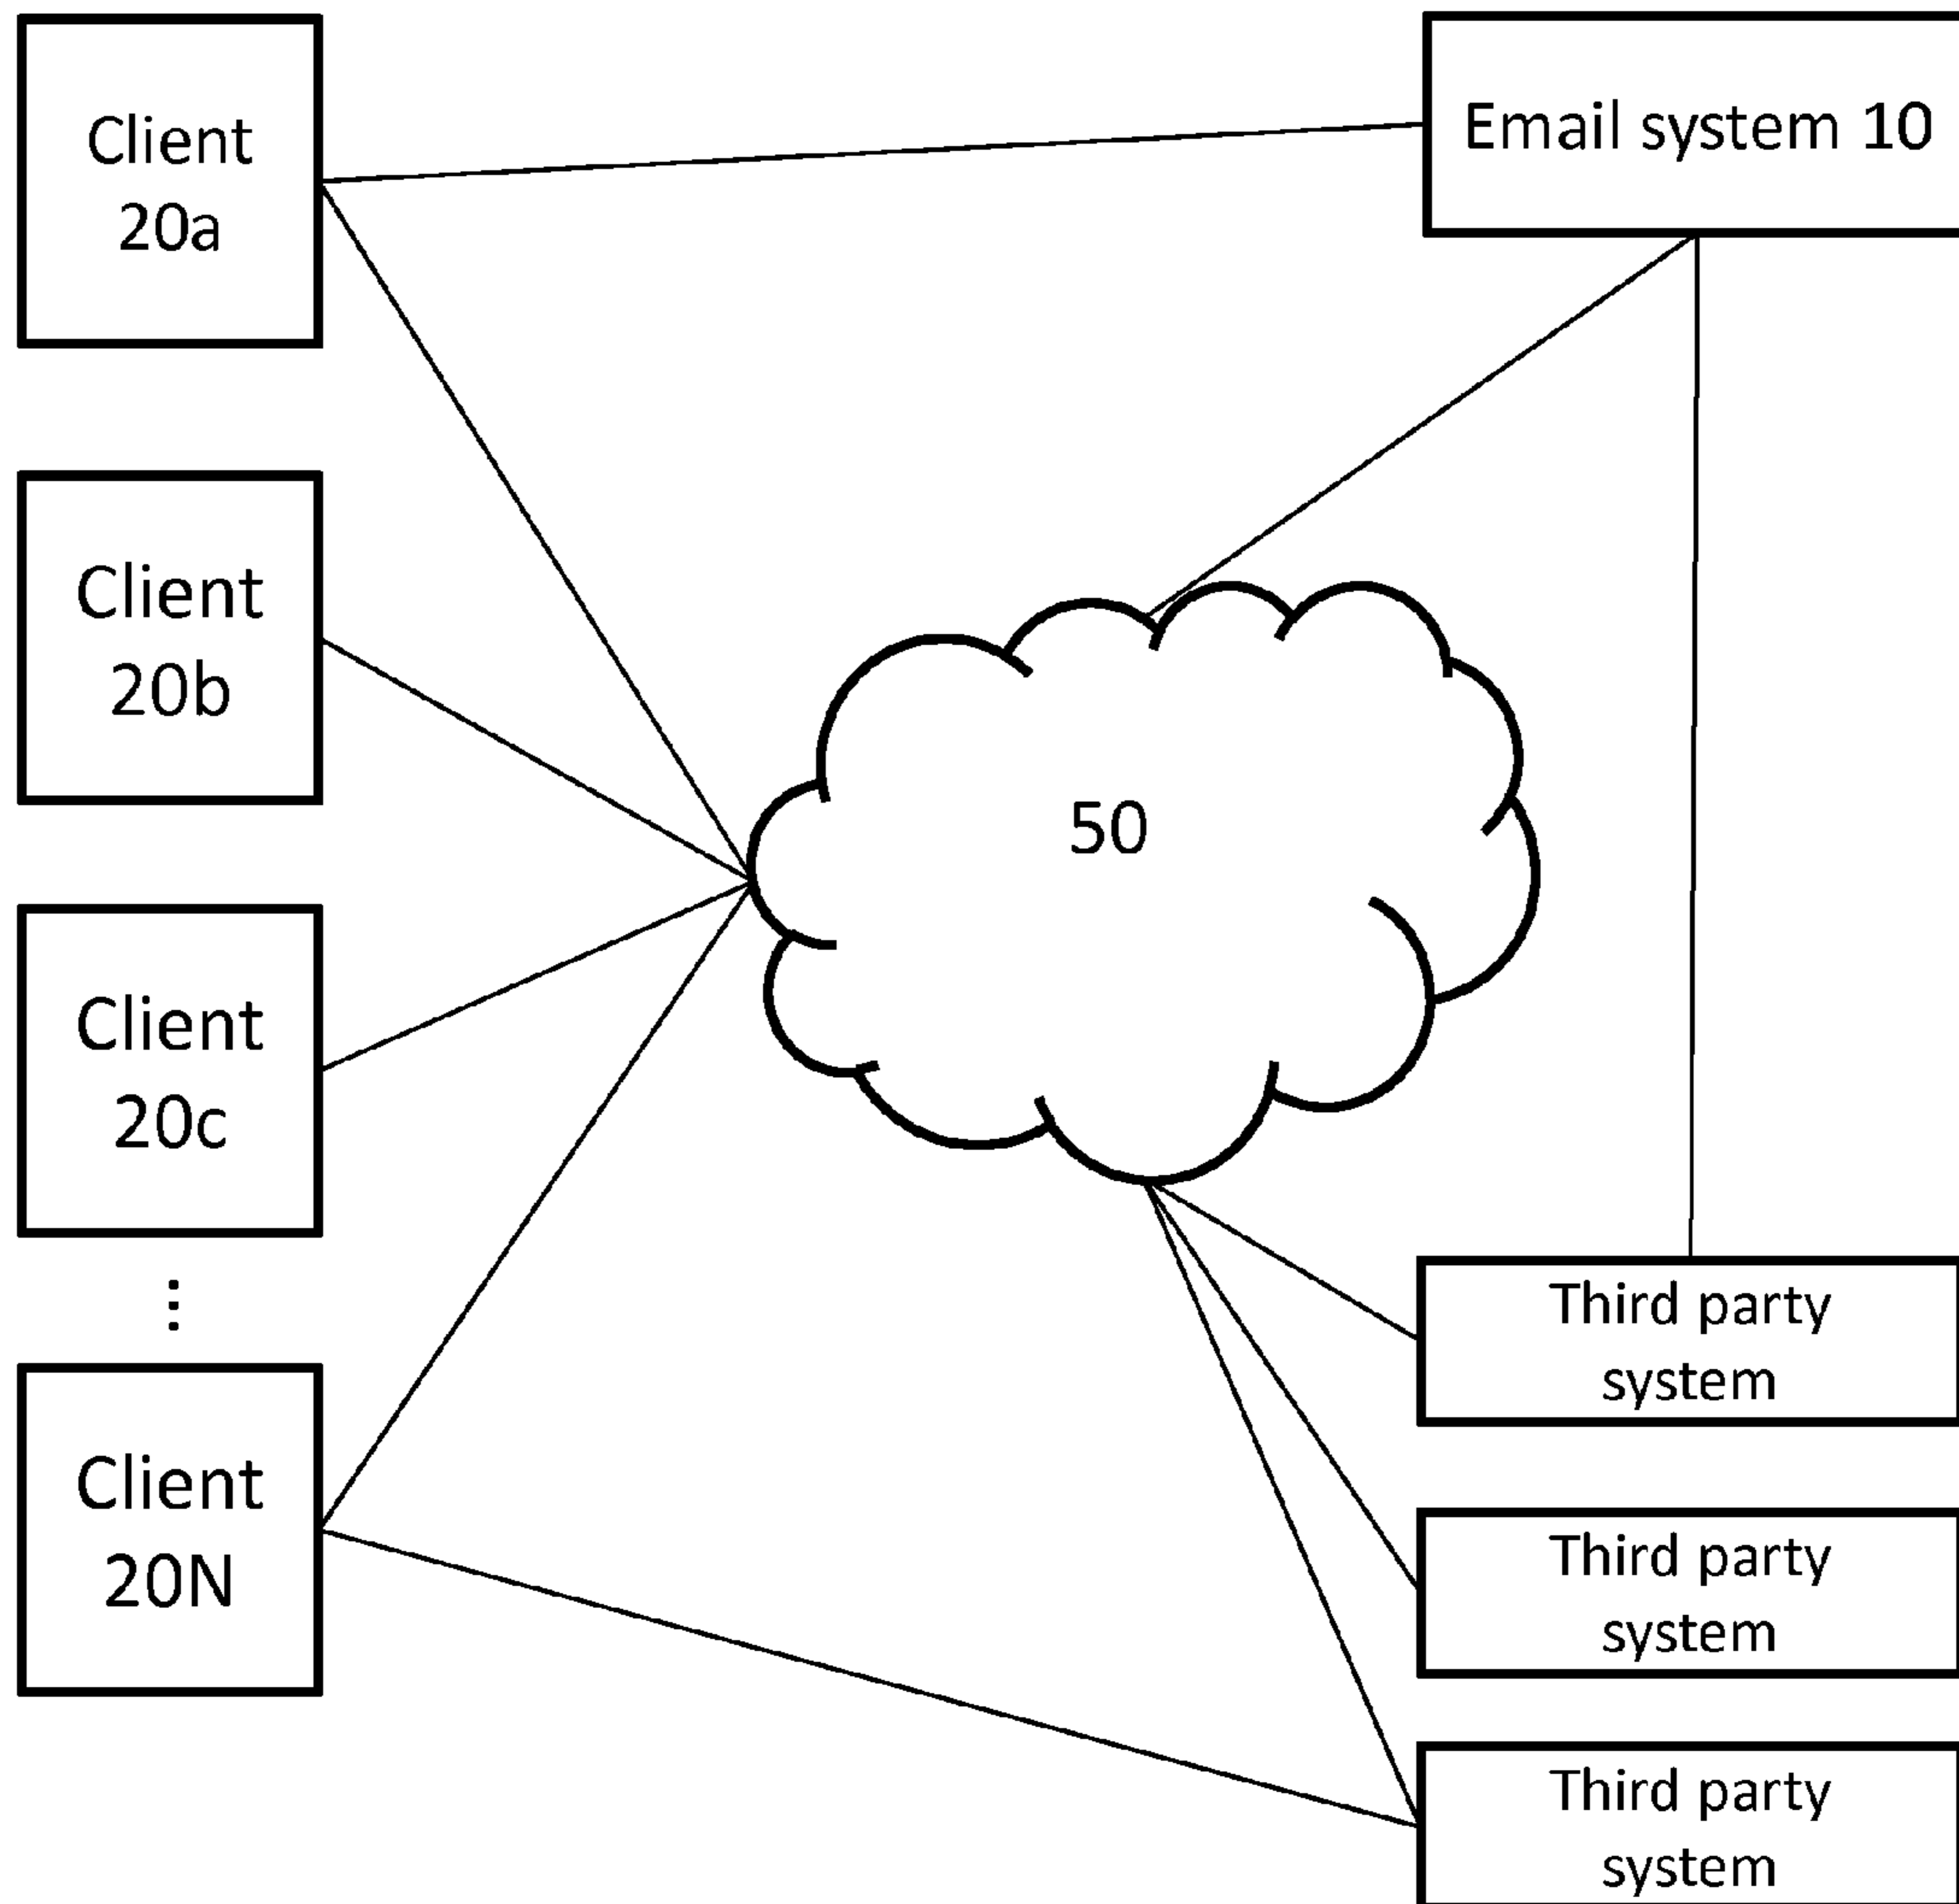 Client
20a
Email system 10
Client
20b
50
Client
20c
⋮
Client
20N
Third party
system
Third party
system
Third party
system